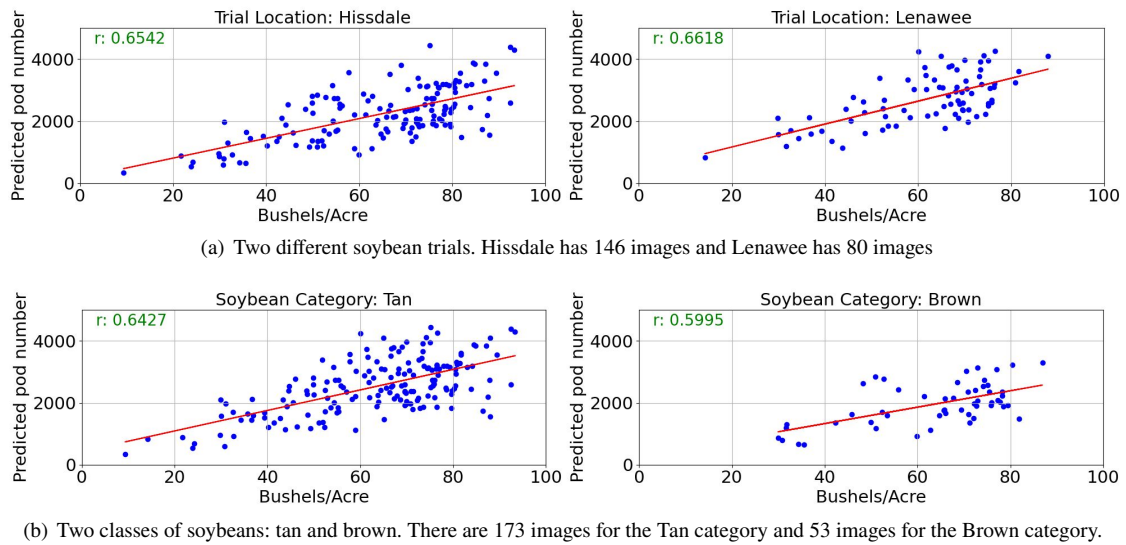 Trial Location: Hissdale
Trial Location: Lenawee
r: 0.6542
r: 0.6618
Predicted pod number
4000
2000
0
0 20 40 60 80 100
Bushels/Acre
Predicted pod number
4000
2000
0
0 20 40 60 80 100
Bushels/Acre
(a) Two different soybean trials. Hissdale has 146 images and Lenawee has 80 images
Soybean Category: Tan
Soybean Category: Brown
r: 0.6427
r: 0.5995
Predicted pod number
4000
2000
0
0 20 40 60 80 100
Bushels/Acre
Predicted pod number
4000
2000
0
0 20 40 60 80 100
Bushels/Acre
(b) Two classes of soybeans: tan and brown. There are 173 images for the Tan category and 53 images for the Brown category.